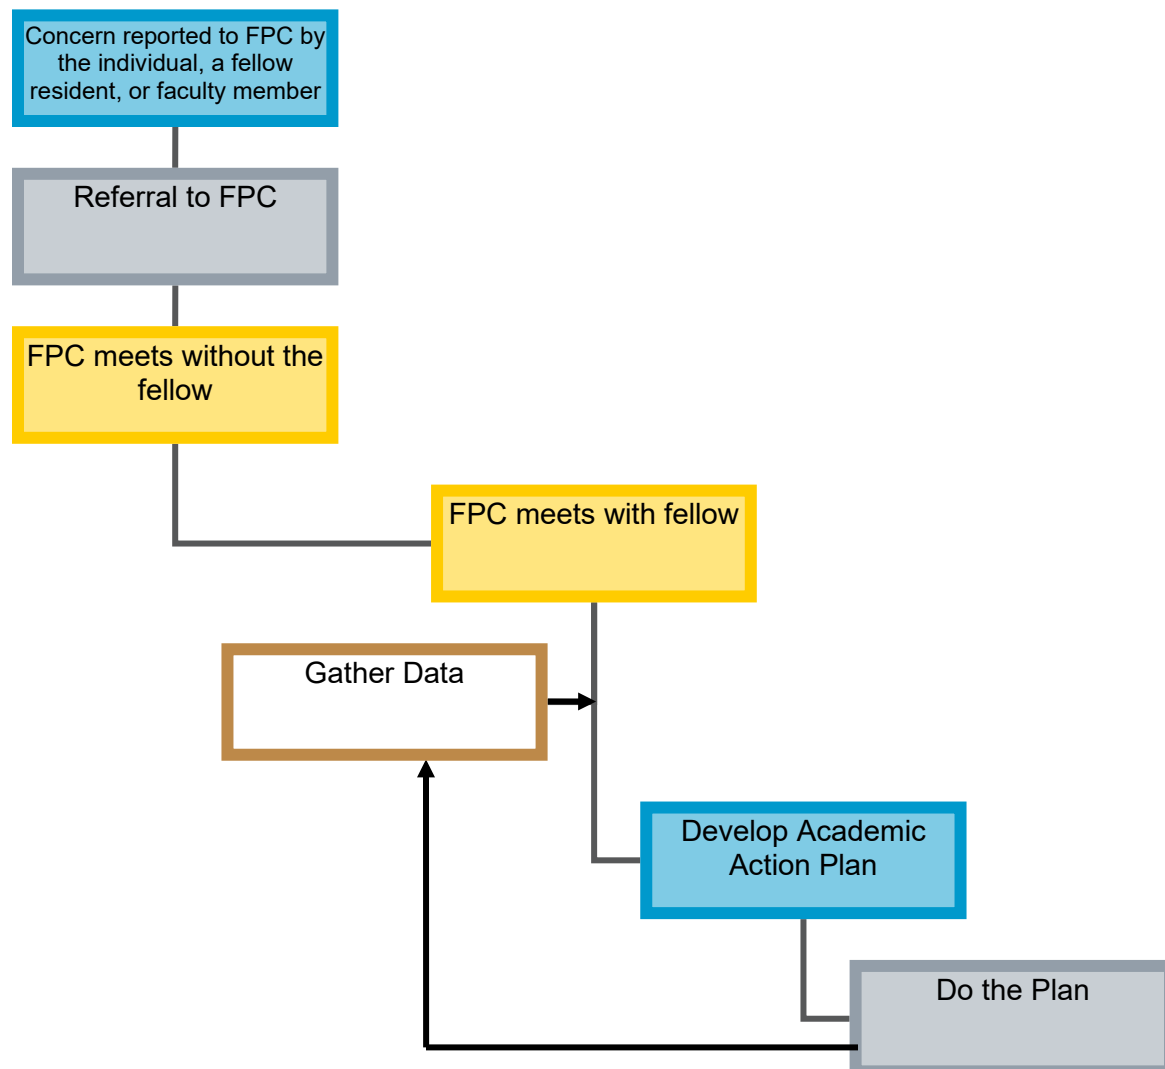 Concern reported to FPC by
the individual, a fellow
resident, or faculty member
Referral to FPC
FPC meets without the
fellow
FPC meets with fellow
Gather Data
Develop Academic
Action Plan
Do the Plan